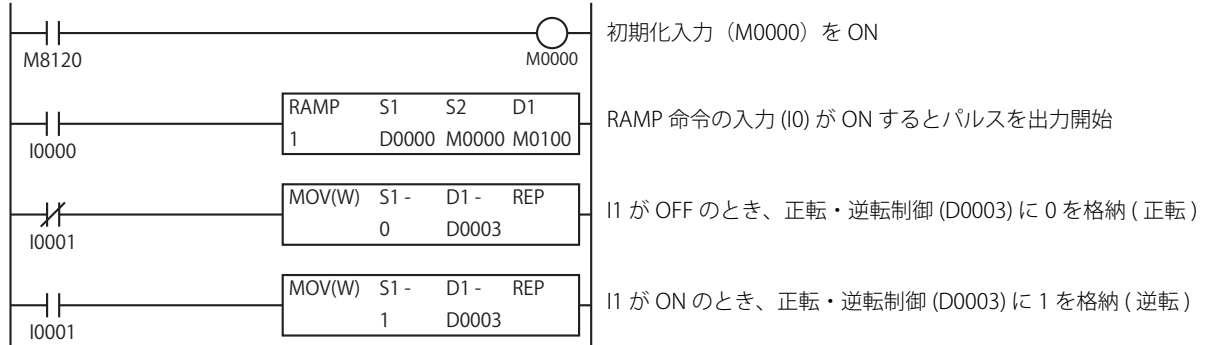 初期化入力（M0000）を ON
M8120
M0000
RAMP S1 S2 D1
1 D0000 M0000 M0100
RAMP 命令の入力 (I0) が ON するとパルスを出力開始
I0000
MOV(W) S1 - D1 - REP
0 D0003
I1 が OFF のとき、正転・逆転制御 (D0003) に 0 を格納 ( 正転 )
I0001
MOV(W) S1 - D1 - REP
1 D0003
I1 が ON のとき、正転・逆転制御 (D0003) に 1 を格納 ( 逆転 )
I0001